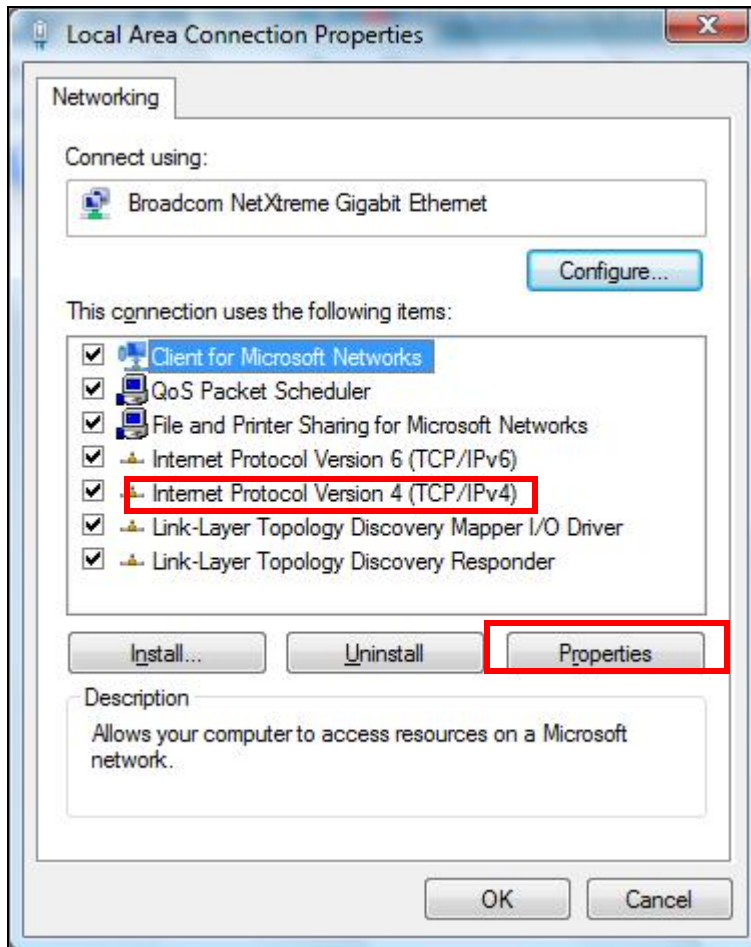 Local Area Connection Properties
X
Networking
Connect using:
Broadcom NetXtreme Gigabit Ethernet
Configure...
This connection uses the following items:
Client for Microsoft Networks
QoS Packet Scheduler
File and Printer Sharing for Microsoft Networks
Internet Protocol Version 6 (TCP/IPv6)
Internet Protocol Version 4 (TCP/IPv4)
Link-Layer Topology Discovery Mapper I/O Driver
Link-Layer Topology Discovery Responder
Install... Uninstall Properties
Description
Allows your computer to access resources on a Microsoft
network.
OK Cancel